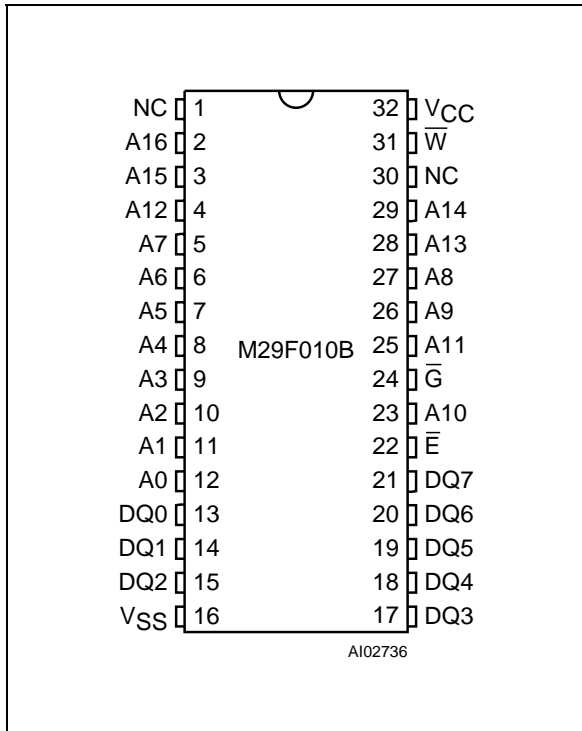 NC 1 32 VCC
A16 2 31 W̅
A15 3 30 NC
A12 4 29 A14
A7 5 28 A13
A6 6 27 A8
A5 7 26 A9
A4 8 M29F010B 25 A11
A3 9 24 G̅
A2 10 23 A10
A1 11 22 E̅
A0 12 21 DQ7
DQ0 13 20 DQ6
DQ1 14 19 DQ5
DQ2 15 18 DQ4
VSS 16 17 DQ3
AI02736